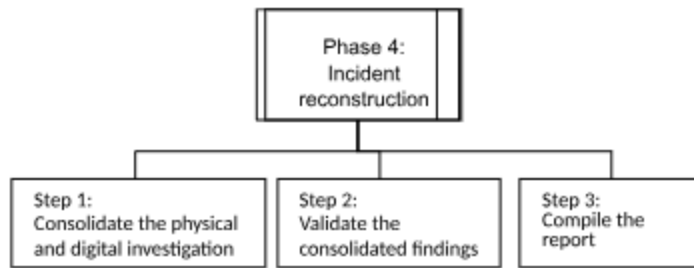 Phase 4:
Incident
reconstruction
Step 1:
Consolidate the physical
and digital investigation
Step 2:
Validate the
consolidated findings
Step 3:
Compile the
report